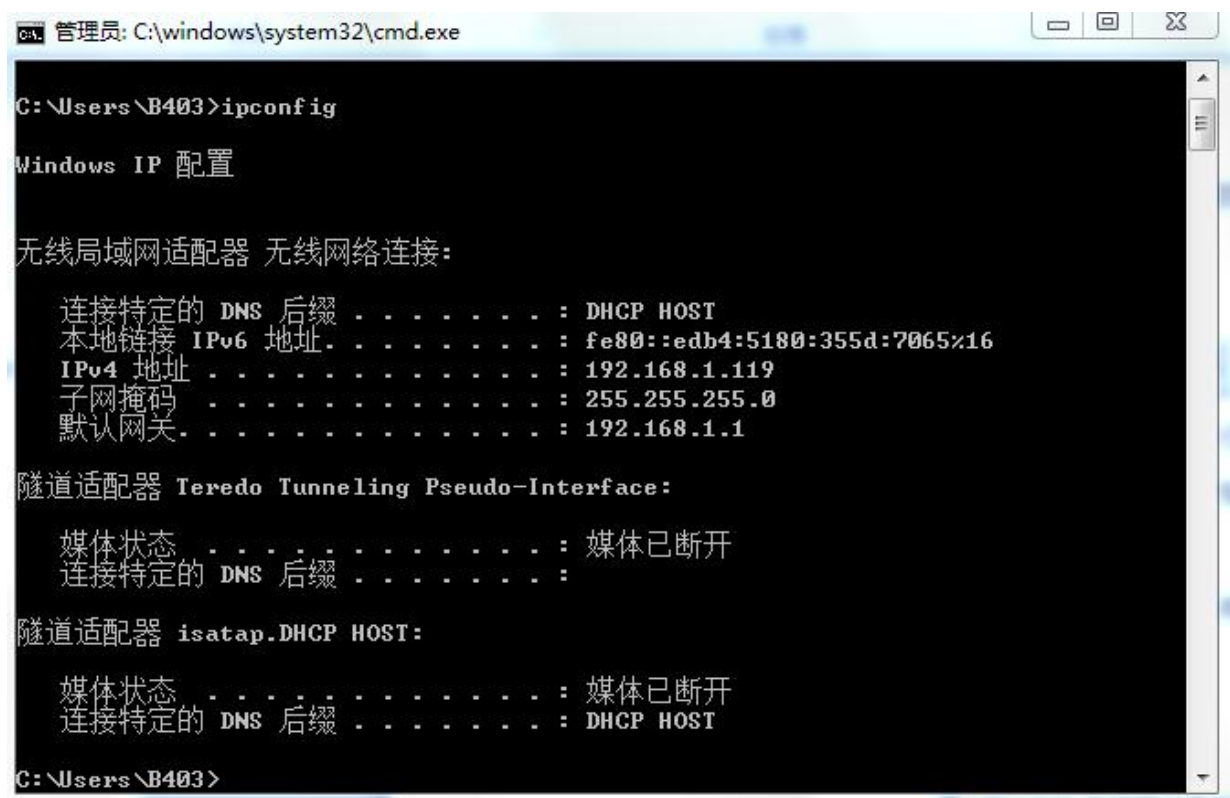 管理员: C:\windows\system32\cmd.exe
C:\Users\B403>ipconfig
Windows IP 配置
无线局域网适配器 无线网络连接:
连接特定的 DNS 后缀 . . . . . . . : DHCP HOST
本地链接 IPv6 地址. . . . . . . . : fe80::edb4:5180:355d:7065%16
IPv4 地址 . . . . . . . . . . . . : 192.168.1.119
子网掩码 . . . . . . . . . . . . : 255.255.255.0
默认网关. . . . . . . . . . . . . : 192.168.1.1
隧道适配器 Teredo Tunneling Pseudo-Interface:
媒体状态 . . . . . . . . . . . . : 媒体已断开
连接特定的 DNS 后缀 . . . . . . . :
隧道适配器 isatap.DHCP HOST:
媒体状态 . . . . . . . . . . . . : 媒体已断开
连接特定的 DNS 后缀 . . . . . . . : DHCP HOST
C:\Users\B403>